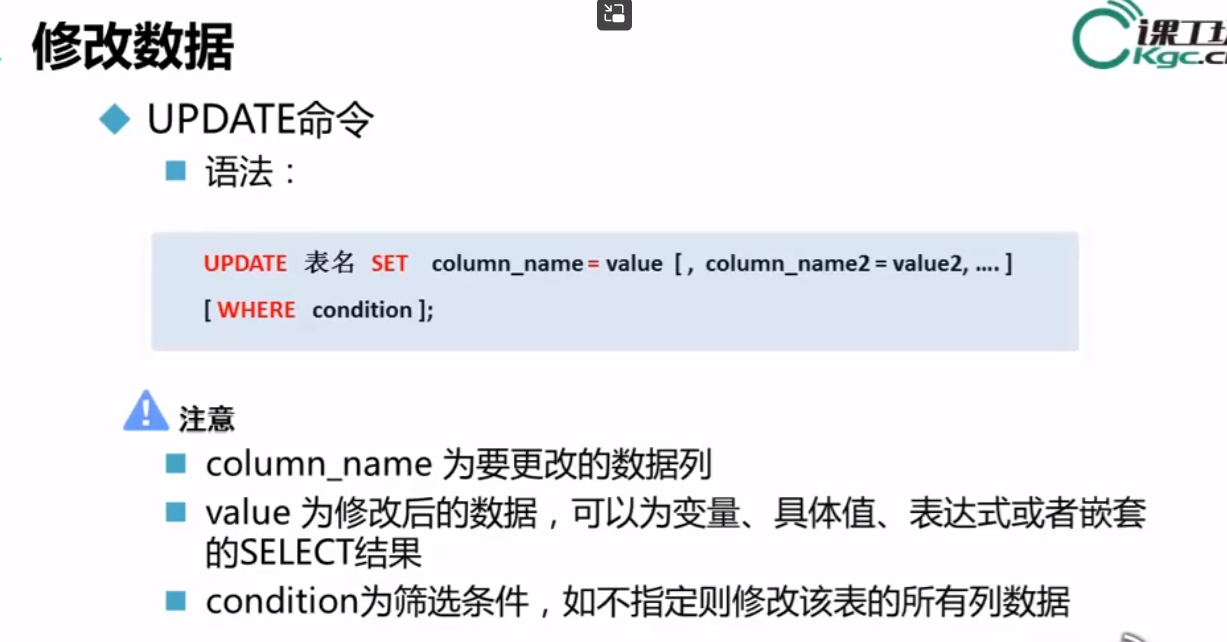 修改数据
课工场
Kgc.c
UPDATE命令
语法：
UPDATE 表名 SET column_name = value [ , column_name2 = value2, .... ]
[ WHERE condition ];
注意
column_name 为要更改的数据列
value 为修改后的数据，可以为变量、具体值、表达式或者嵌套
的SELECT结果
condition为筛选条件，如不指定则修改该表的所有列数据